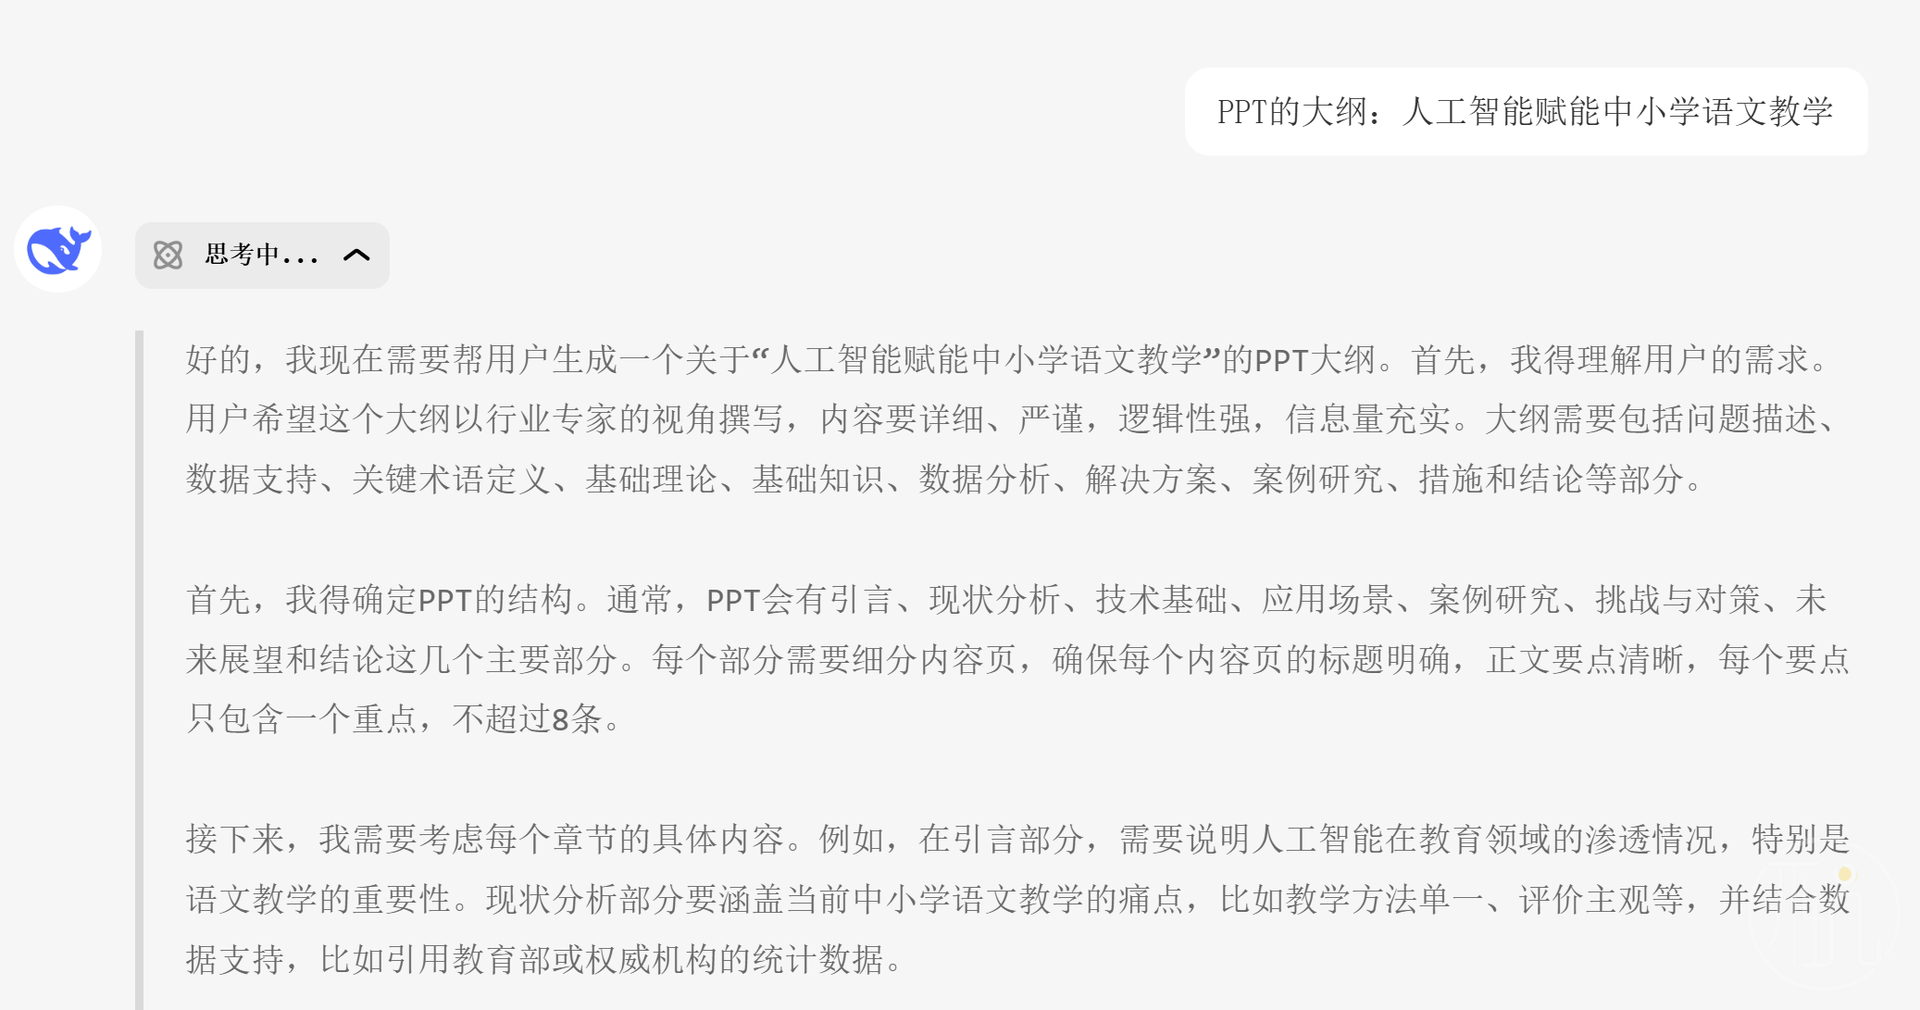 PPT的大纲：人工智能赋能中小学语文教学
思考中...
好的，我现在需要帮用户生成一个关于“人工智能赋能中小学语文教学”的PPT大纲。首先，我得理解用户的需求。
用户希望这个大纲以行业专家的视角撰写，内容要详细、严谨，逻辑性强，信息量充实。大纲需要包括问题描述、
数据支持、关键术语定义、基础理论、基础知识、数据分析、解决方案、案例研究、措施和结论等部分。
首先，我得确定PPT的结构。通常，PPT会有引言、现状分析、技术基础、应用场景、案例研究、挑战与对策、未
来展望和结论这几个主要部分。每个部分需要细分内容页，确保每个内容页的标题明确，正文要点清晰，每个要点
只包含一个重点，不超过8条。
接下来，我需要考虑每个章节的具体内容。例如，在引言部分，需要说明人工智能在教育领域的渗透情况，特别是
语文教学的重要性。现状分析部分要涵盖当前中小学语文教学的痛点，比如教学方法单一、评价主观等，并结合数
据支持，比如引用教育部或权威机构的统计数据。